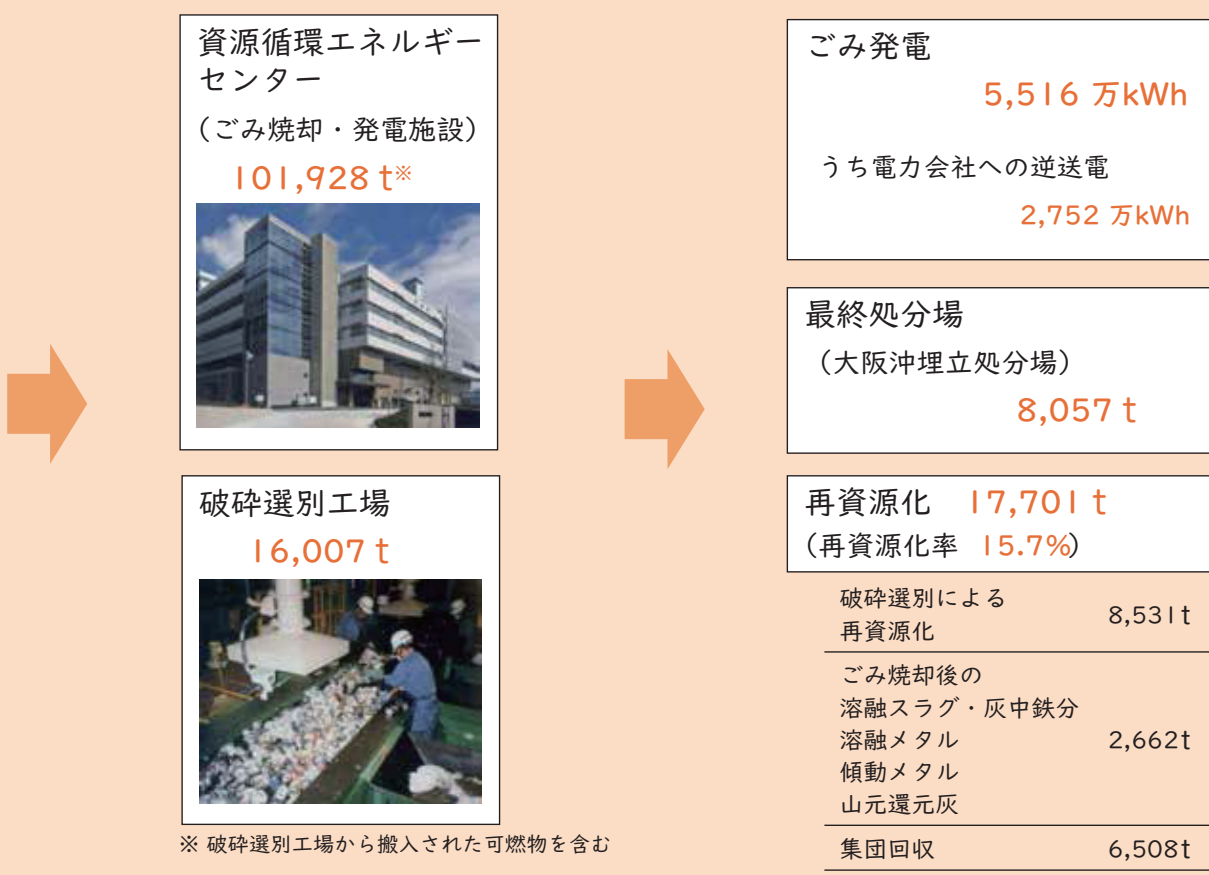 資源循環エネルギー
センター
（ごみ焼却・発電施設）
101,928 t※
破砕選別工場
16,007 t
※ 破砕選別工場から搬入された可燃物を含む
ごみ発電
5,516 万kWh
うち電力会社への逆送電
2,752 万kWh
最終処分場
（大阪沖埋立処分場）
8,057 t
再資源化 17,701 t
（再資源化率 15.7%）
破砕選別による
再資源化 8,531t
ごみ焼却後の
溶融スラグ・灰中鉄分
溶融メタル 2,662t
傾動メタル
山元還元灰
集団回収 6,508t